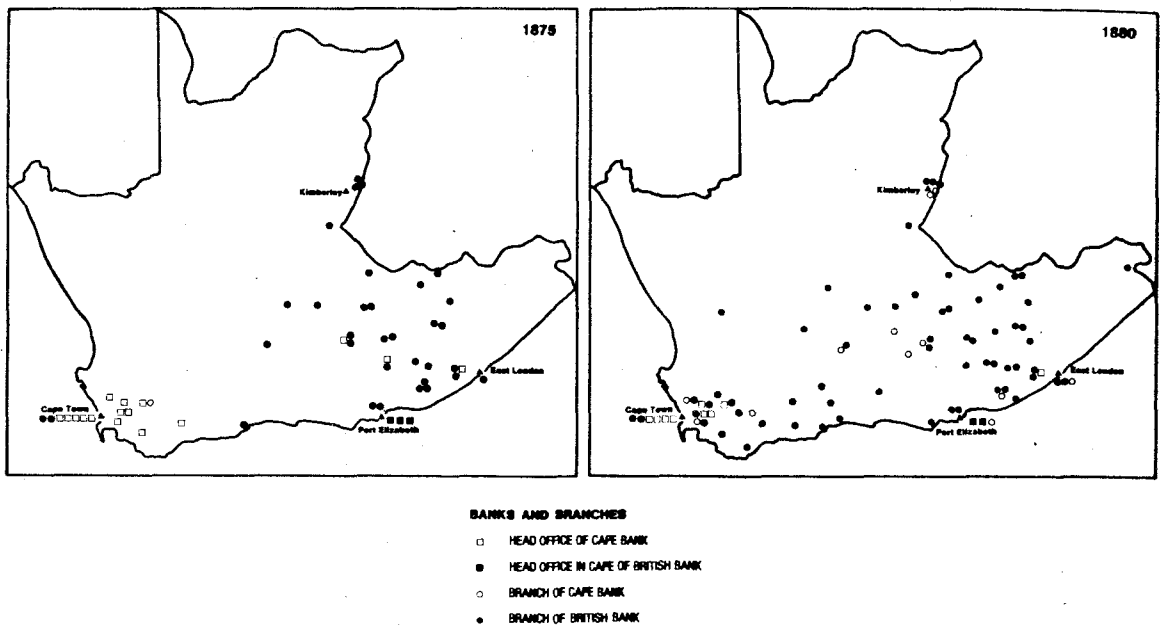 1875
Kimberley
East London
Cape Town
Port Elizabeth
1880
Kimberley
East London
Cape Town
Port Elizabeth
BANKS AND BRANCHES
HEAD OFFICE OF CAPE BANK
HEAD OFFICE IN CAPE OF BRITISH BANK
BRANCH OF CAPE BANK
BRANCH OF BRITISH BANK